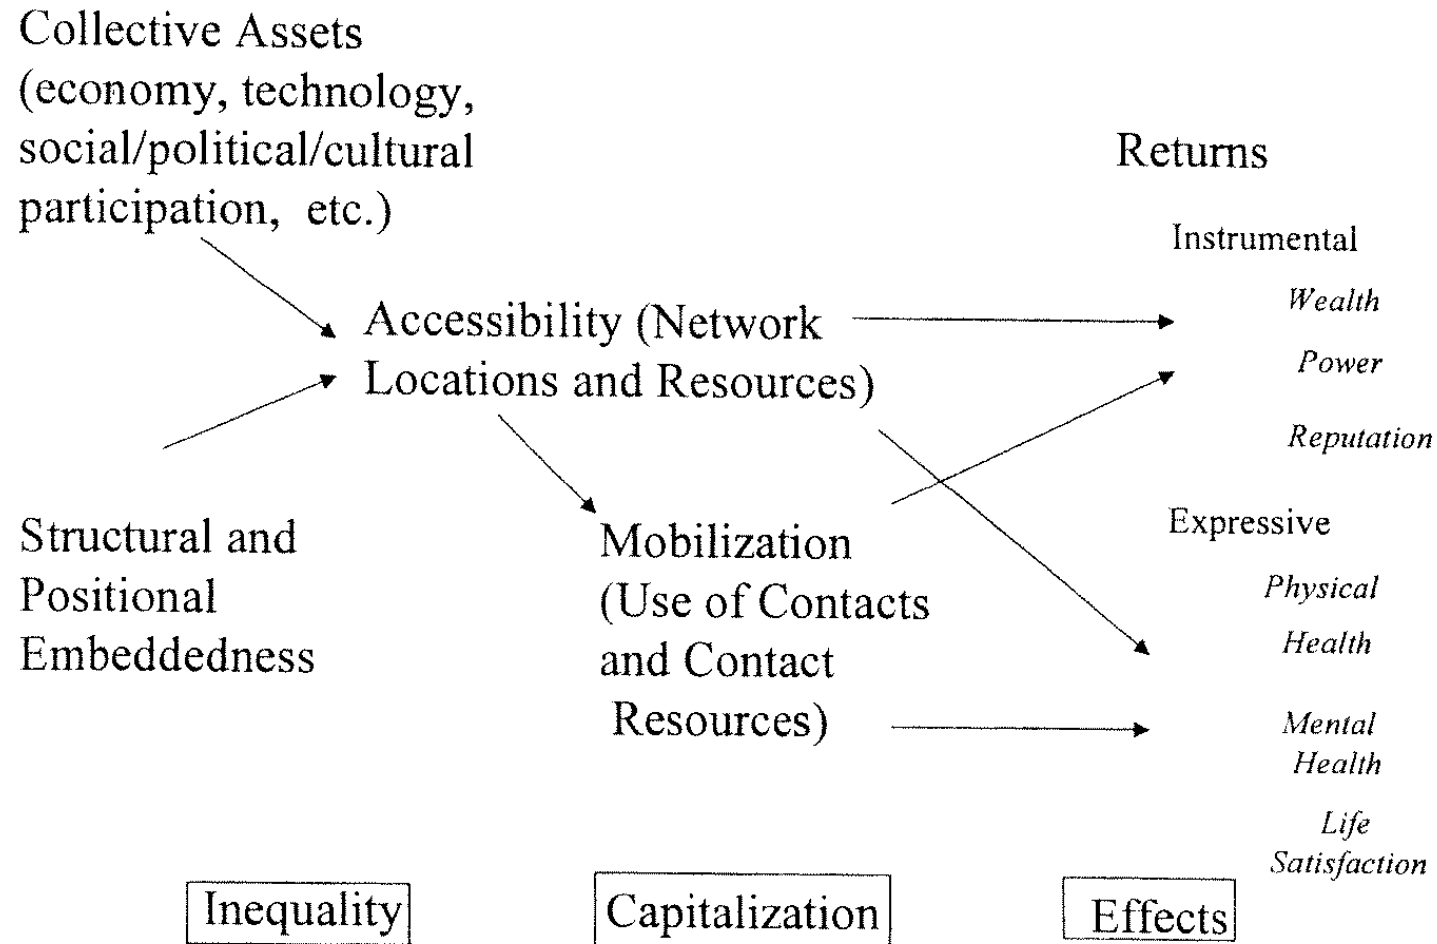 Collective Assets
(economy, technology,
social/political/cultural
participation, etc.)
Structural and
Positional
Embeddedness
Accessibility (Network
Locations and Resources)
Mobilization
(Use of Contacts
and Contact
Resources)
Returns
Instrumental
Wealth
Power
Reputation
Expressive
Physical
Health
Mental
Health
Life
Satisfaction
Inequality
Capitalization
Effects